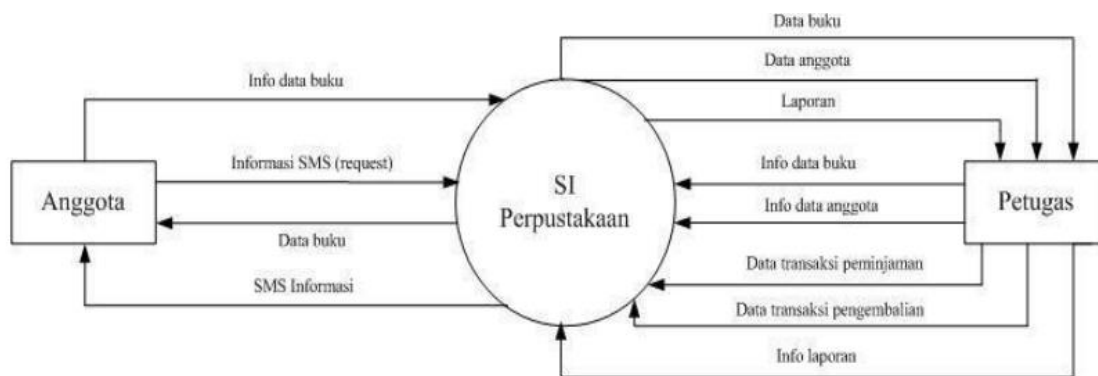 Data buku
Data anggota
Info data buku
Laporan
Informasi SMS (request)
Info data buku
SI
Perpustakaan
Anggota
Petugas
Info data anggota
Data buku
Data transaksi peminjaman
SMS Informasi
Data transaksi pengembalian
Info laporan